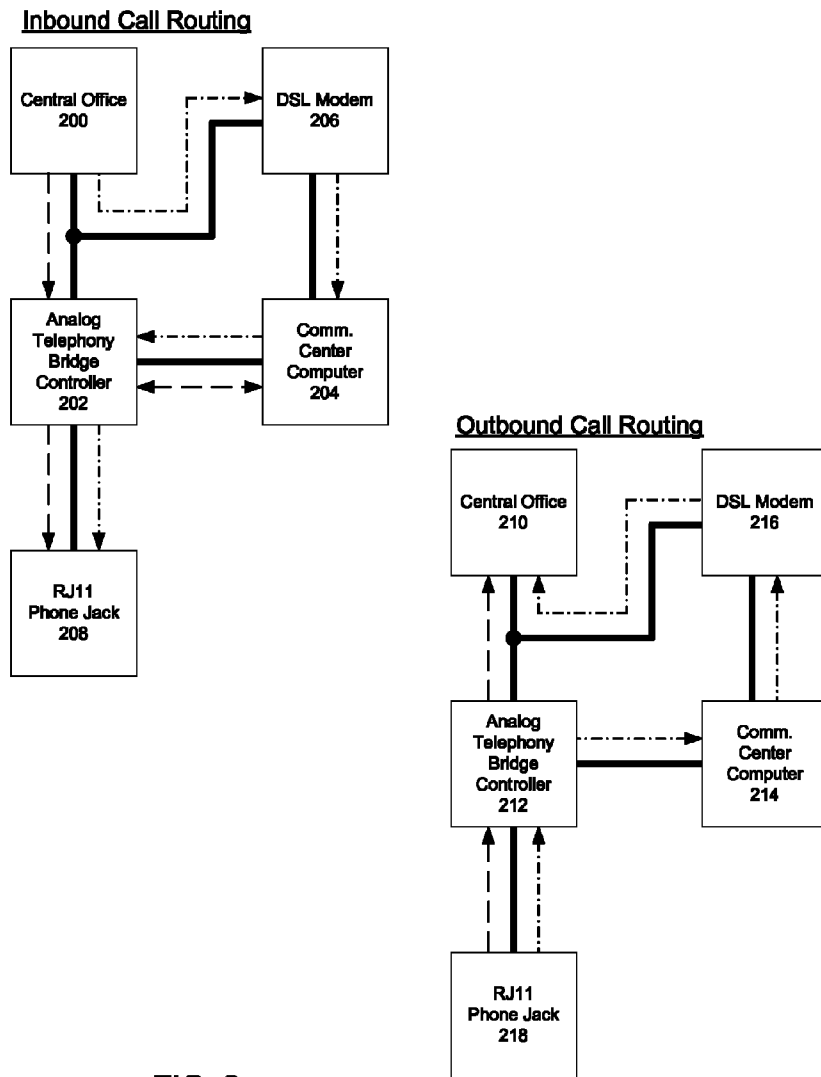 Inbound Call Routing
Central Office
200
DSL Modem
206
Analog
Telephony
Bridge
Controller
202
Comm.
Center
Computer
204
RJ11
Phone Jack
208
Outbound Call Routing
Central Office
210
DSL Modem
216
Analog
Telephony
Bridge
Controller
212
Comm.
Center
Computer
214
RJ11
Phone Jack
218